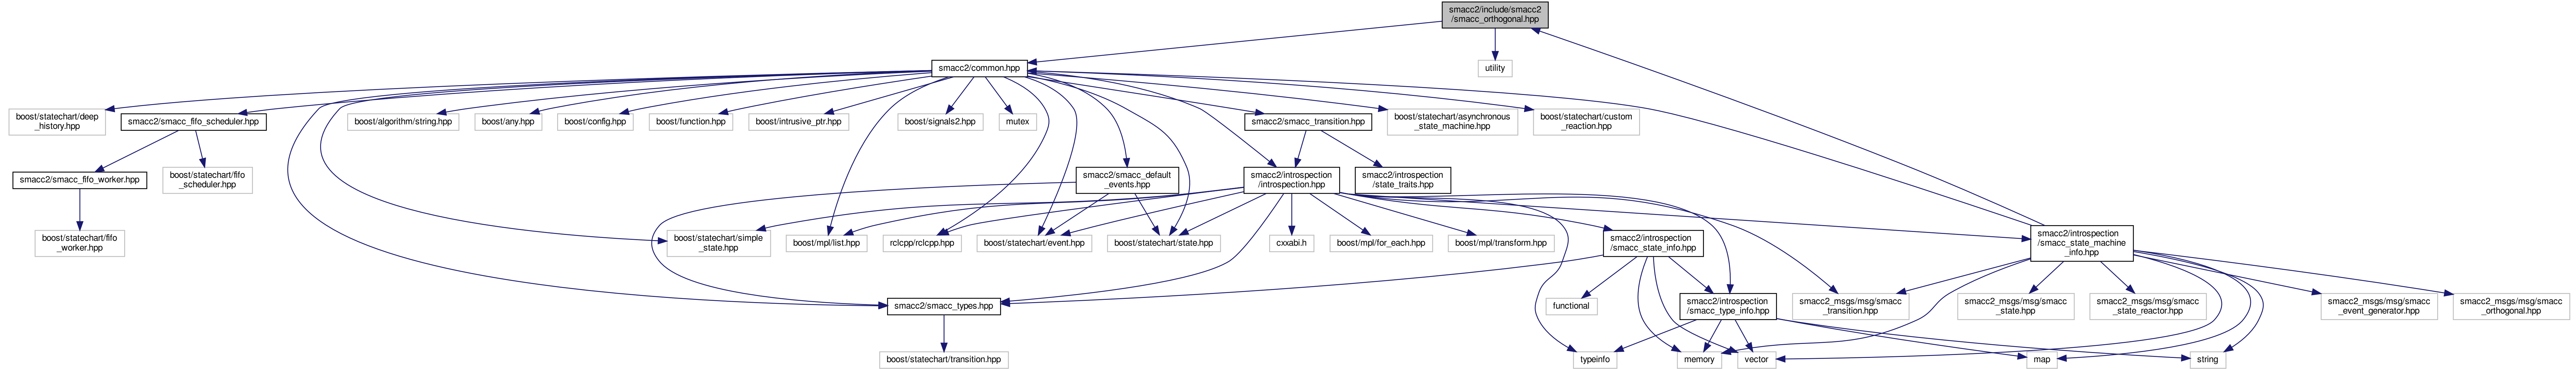 smacc2/include/smacc2
/smacc_orthogonal.hpp
smacc2/common.hpp
utility
boost/statechart/deep
_history.hpp
smacc2/smacc_fifo_scheduler.hpp
boost/algorithm/string.hpp
boost/any.hpp
boost/config.hpp
boost/function.hpp
boost/intrusive_ptr.hpp
boost/signals2.hpp
mutex
smacc2/smacc_transition.hpp
boost/statechart/asynchronous
_state_machine.hpp
boost/statechart/custom
_reaction.hpp
smacc2/smacc_fifo_worker.hpp
boost/statechart/fifo
_scheduler.hpp
smacc2/smacc_default
_events.hpp
smacc2/introspection
/introspection.hpp
smacc2/introspection
/state_traits.hpp
boost/statechart/fifo
_worker.hpp
boost/statechart/simple
_state.hpp
boost/mpl/list.hpp
rclcpp/rclcpp.hpp
boost/statechart/event.hpp
boost/statechart/state.hpp
cxxabi.h
boost/mpl/for_each.hpp
boost/mpl/transform.hpp
smacc2/introspection
/smacc_state_info.hpp
smacc2/introspection
/smacc_state_machine
_info.hpp
smacc2/smacc_types.hpp
functional
smacc2/introspection
/smacc_type_info.hpp
smacc2_msgs/msg/smacc
_transition.hpp
smacc2_msgs/msg/smacc
_state.hpp
smacc2_msgs/msg/smacc
_state_reactor.hpp
smacc2_msgs/msg/smacc
_event_generator.hpp
smacc2_msgs/msg/smacc
_orthogonal.hpp
boost/statechart/transition.hpp
typeinfo
memory
vector
map
string